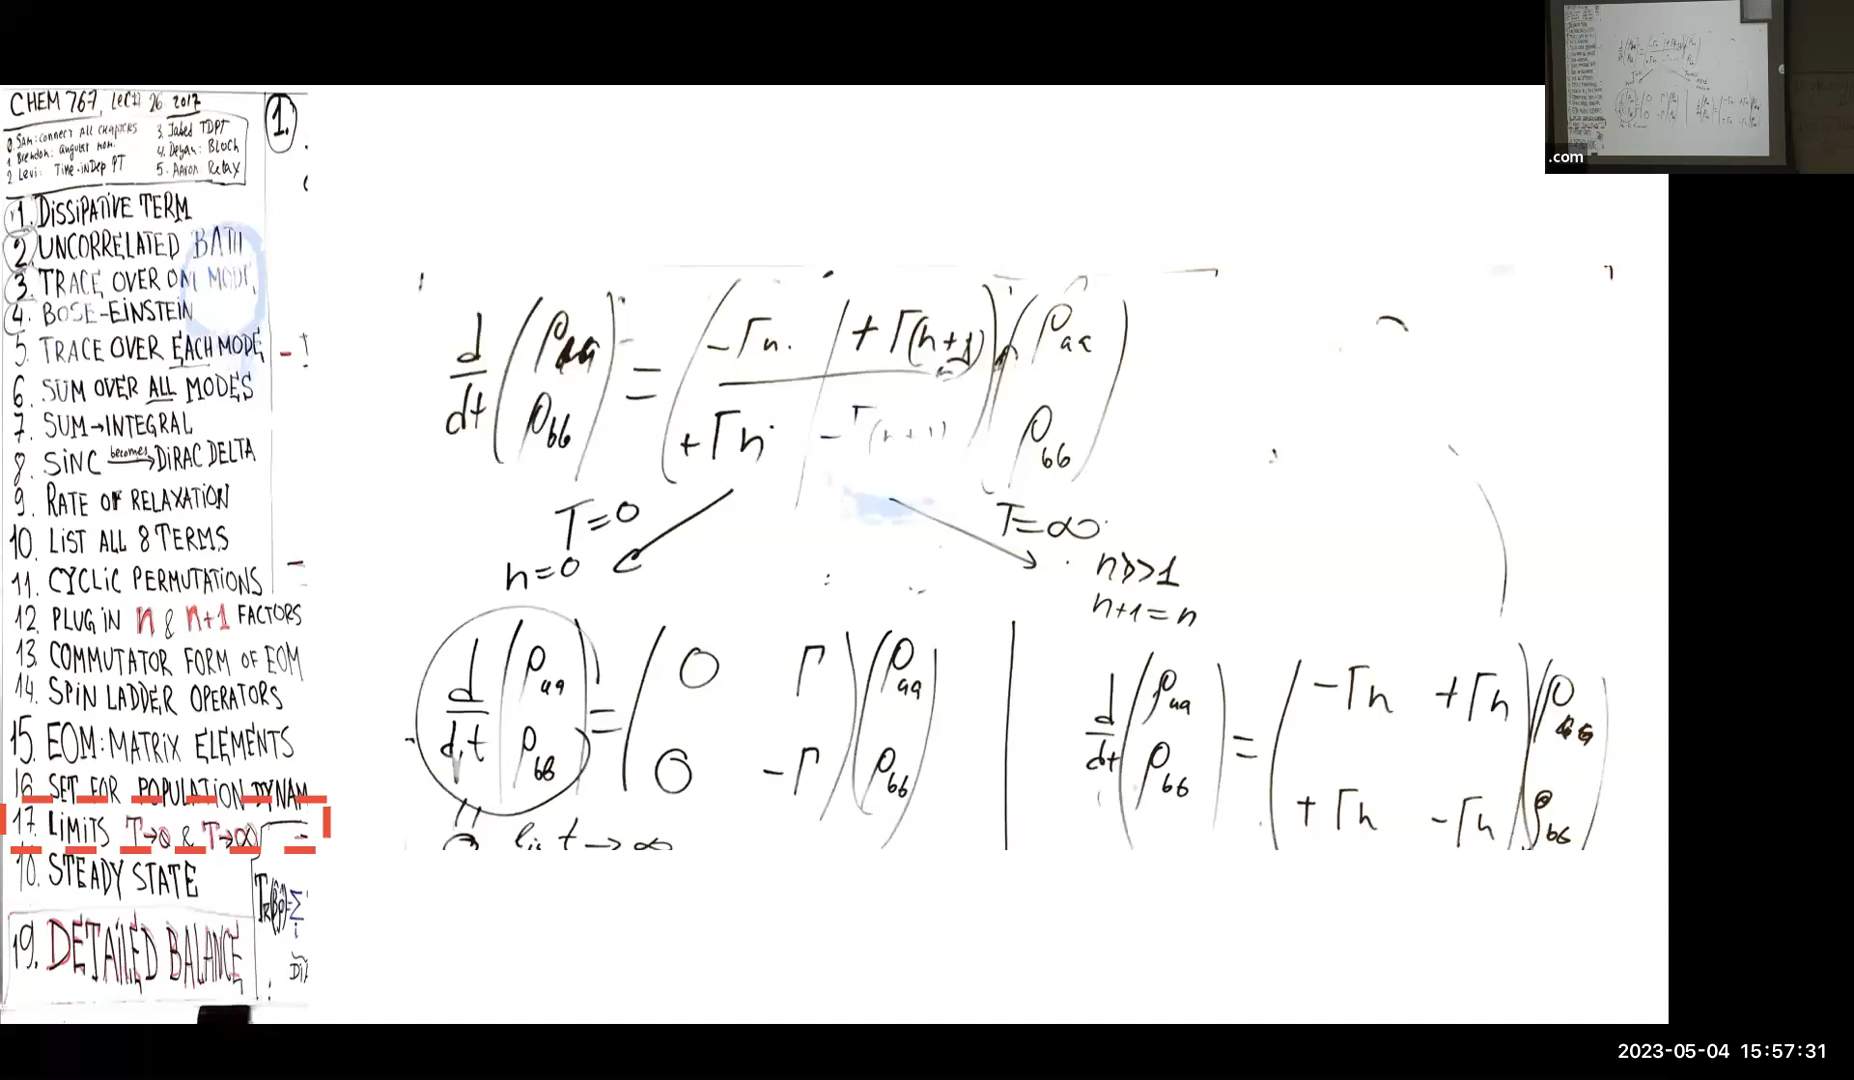 CHEM 767, LECT 26 2017
0 SAM: CONNECT ALL CHAPTERS
1 Brendon: angular mom.
2 Levi: Time-inDep PT
3. Jabed TDPT
4. Deyan: Bloch
5. Aaron: Relax
1. DISSIPATIVE TERM
2. UNCORRELATED BATH
3. TRACE OVER ONE MODE
4. BOSE-EINSTEIN
5. TRACE OVER EACH MODE
6. SUM OVER ALL MODES
7. SUM→INTEGRAL
8. SINC becomes→ DIRAC DELTA
9. RATE OF RELAXATION
10. LIST ALL 8 TERMS
11. CYCLIC PERMUTATIONS
12. PLUG IN n & n+1 FACTORS
13. COMMUTATOR FORM OF EOM
14. SPIN LADDER OPERATORS
15. EOM: MATRIX ELEMENTS
16. SET FOR POPULATION DYNAM
17. LIMITS T→0 & T→∞
18. STEADY STATE
19. DETAILED BALANCE
1.
d/dt (ρaa ρbb) = (-Γn +Γ(n+1) +Γn -Γ(n+1)) (ρaa ρbb)
T=0
n=0
T=∞
n>>1
n+1=n
d/dt (ρaa ρbb) = (0 Γ 0 -Γ) (ρaa ρbb)
d/dt (ρaa ρbb) = (-Γn +Γn +Γn -Γn) (ρaa ρbb)
t→∞
.com
2023-05-04 15:57:31